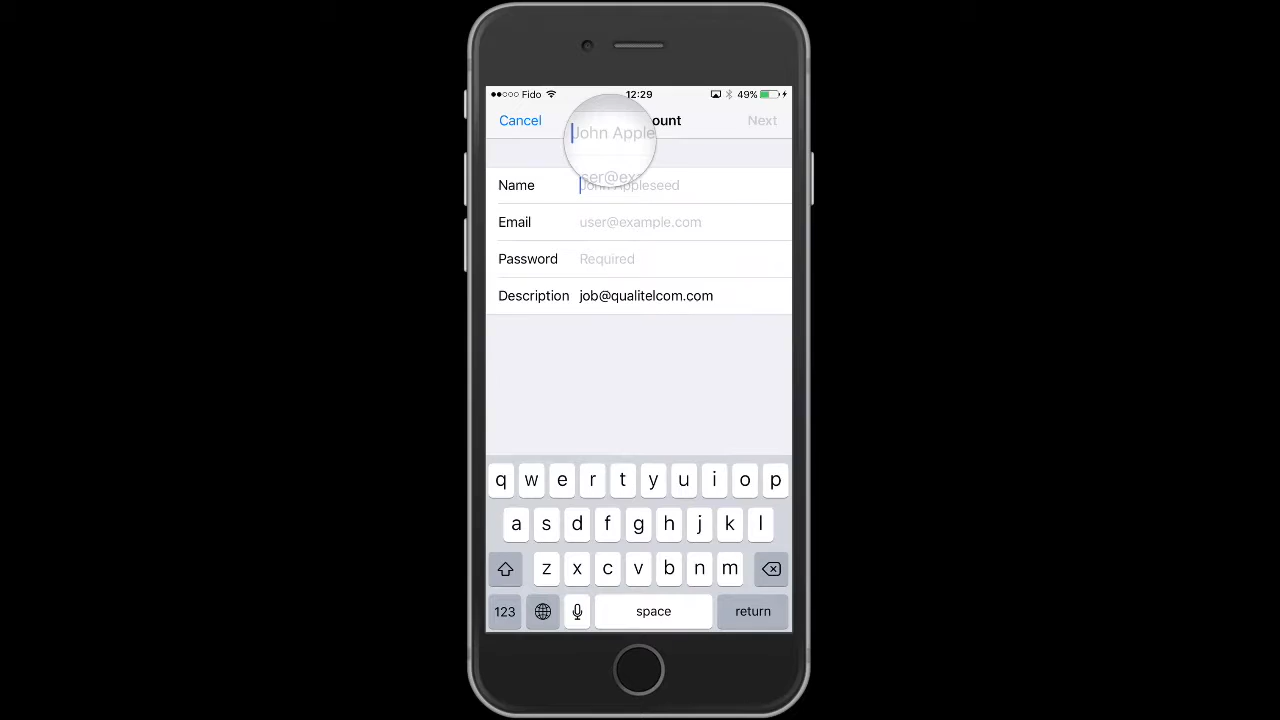 Fido 12:29 49%
Cancel ount Next
John Apple
ser@ex
Name John Appleseed
Email user@example.com
Password Required
Description job@qualitelcom.com
q w e r t y u i o p
a s d f g h j k l
z x c v b n m
123 space return